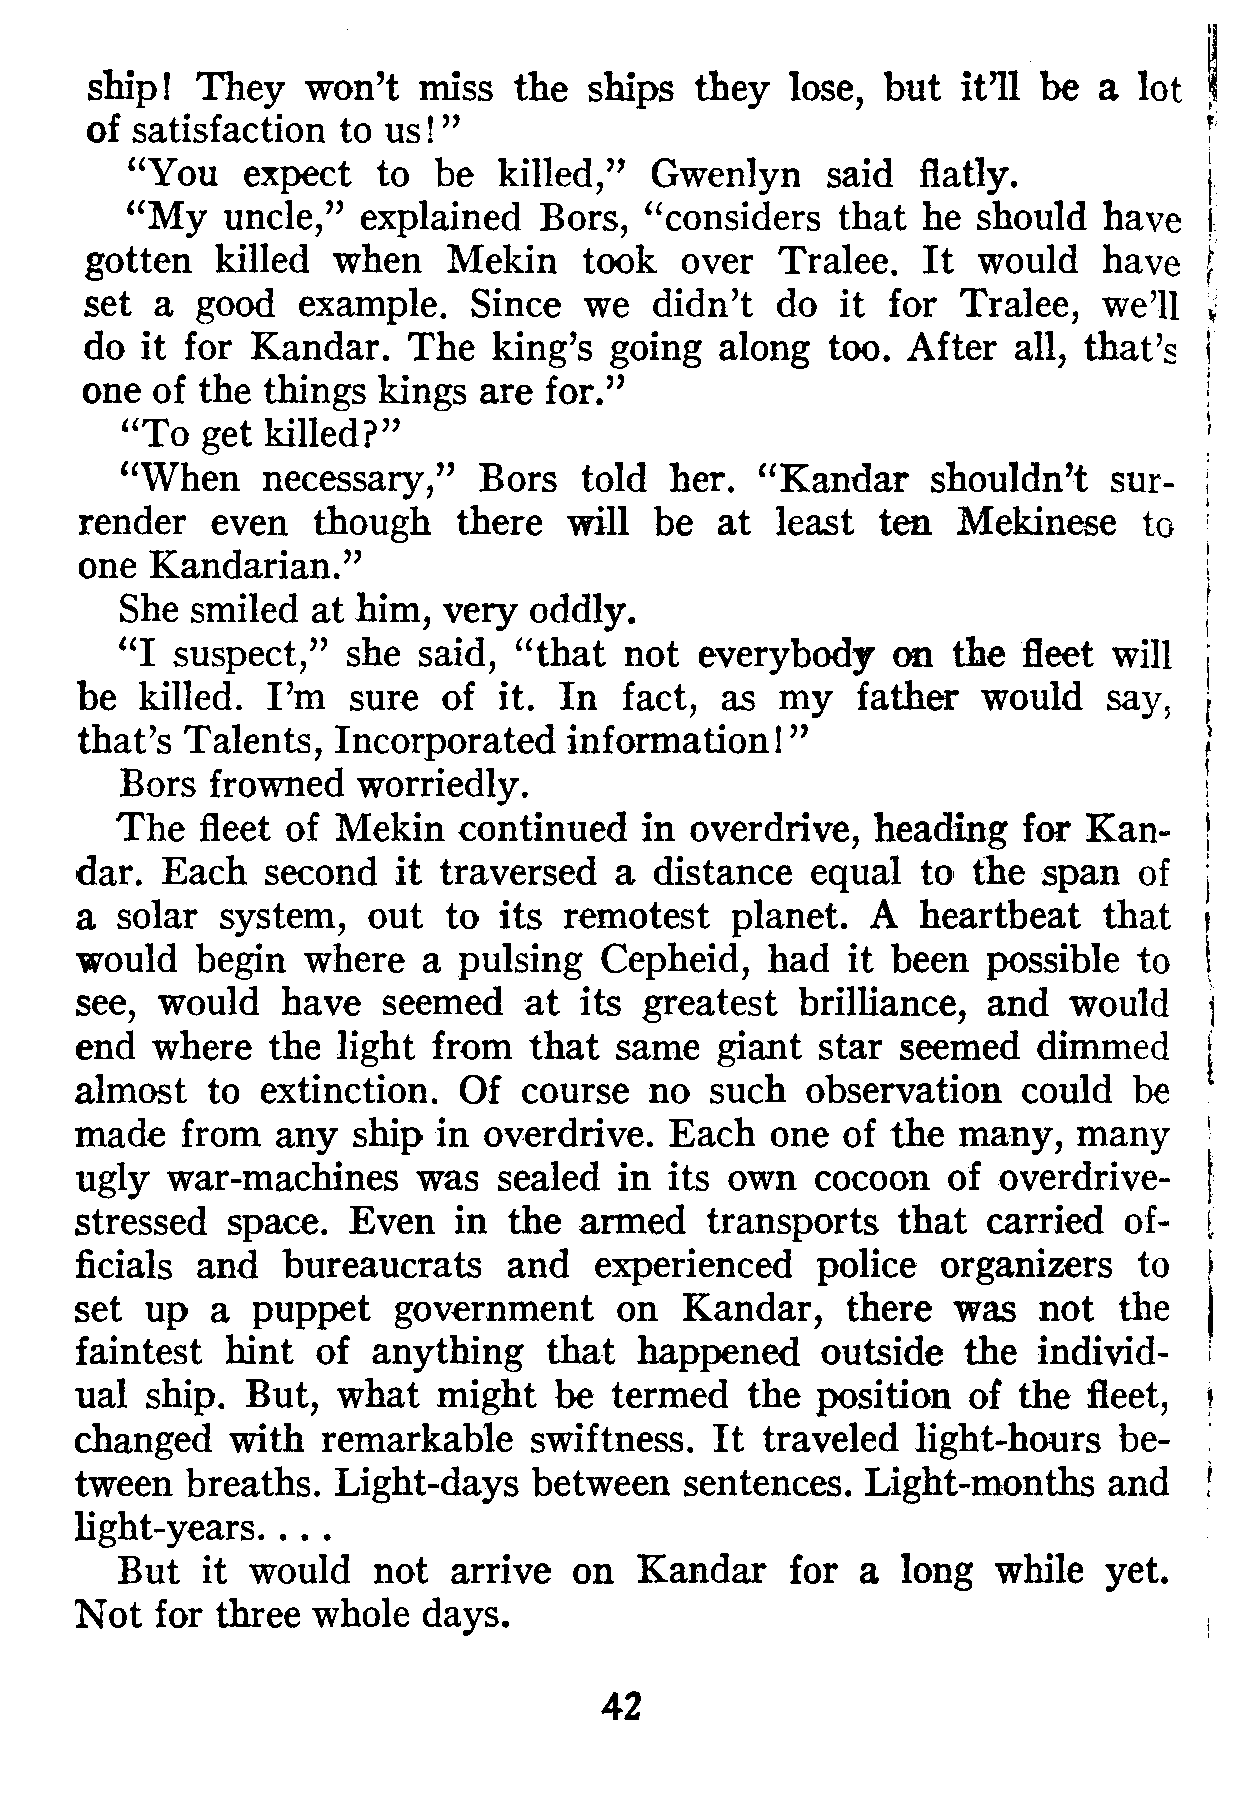 ship! They won't miss the ships they lose, but it'll be a lot
of satisfaction to us!"
"You expect to be killed," Gwenlyn said flatly.
"My uncle," explained Bors, "considers that he should have
gotten killed when Mekin took over Tralee. It would have
set a good example. Since we didn't do it for Tralee, we'll
do it for Kandar. The king's going along too. After all, that's
one of the things kings are for."
"To get killed?"
"When necessary," Bors told her. "Kandar shouldn't sur-
render even though there will be at least ten Mekinese to
one Kandarian."
She smiled at him, very oddly.
"I suspect," she said, "that not everybody on the fleet will
be killed. I'm sure of it. In fact, as my father would say,
that's Talents, Incorporated information!"
Bors frowned worriedly.
The fleet of Mekin continued in overdrive, heading for Kan-
dar. Each second it traversed a distance equal to the span of
a solar system, out to its remotest planet. A heartbeat that
would begin where a pulsing Cepheid, had it been possible to
see, would have seemed at its greatest brilliance, and would
end where the light from that same giant star seemed dimmed
almost to extinction. Of course no such observation could be
made from any ship in overdrive. Each one of the many, many
ugly war-machines was sealed in its own cocoon of overdrive-
stressed space. Even in the armed transports that carried of-
ficials and bureaucrats and experienced police organizers to
set up a puppet government on Kandar, there was not the
faintest hint of anything that happened outside the individ-
ual ship. But, what might be termed the position of the fleet,
changed with remarkable swiftness. It traveled light-hours be-
tween breaths. Light-days between sentences. Light-months and
light-years. . . .
But it would not arrive on Kandar for a long while yet.
Not for three whole days.
42